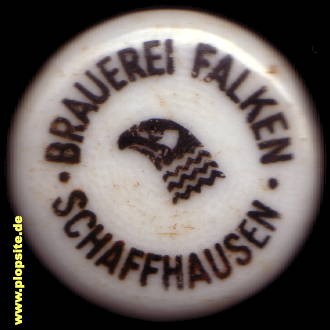 · BRAUEREI FALKEN ·
SCHAFFHAUSEN
www.plopsite.de